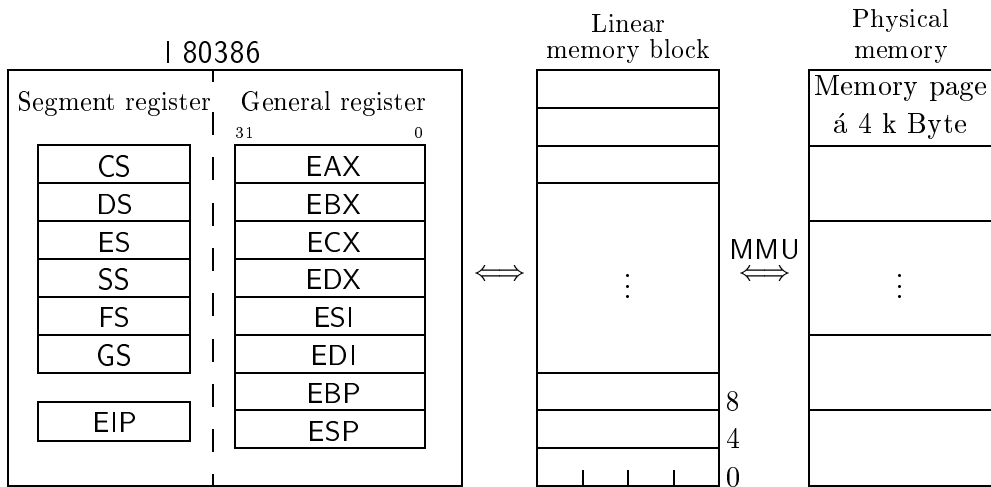 I 80386
Segment register
General register
31 0
CS
DS
ES
SS
FS
GS
EIP
EAX
EBX
ECX
EDX
ESI
EDI
EBP
ESP
⟺
Linear
memory block
⋮
8
4
0
MMU
⟺
Physical
memory
Memory page
á 4 k Byte
⋮